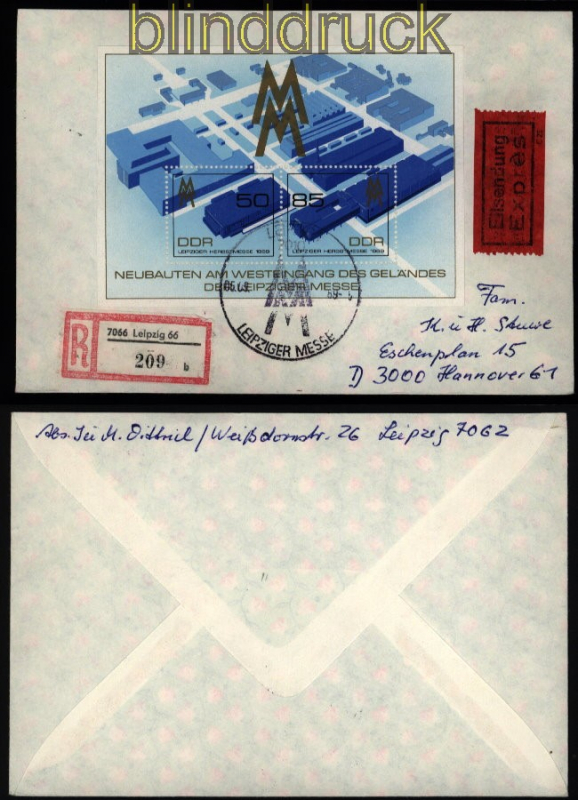 blinddruck
MM
50 85
DDR
LEIPZIGER HERBSTMESSE 1989
LEIPZIGER HERBSTMESSE 1989
DDR
NEUBAUTEN AM WESTEINGANG DES GELÄNDES
DER LEIPZIGER MESSE
LEIPZIGER MESSE
Eilsendung
Exprès
R
7066 Leipzig 66
209 b
Fam.
Eschenplan 15
D 3000 Hannover 61
Weißdornstr. 26 Leipzig 7062